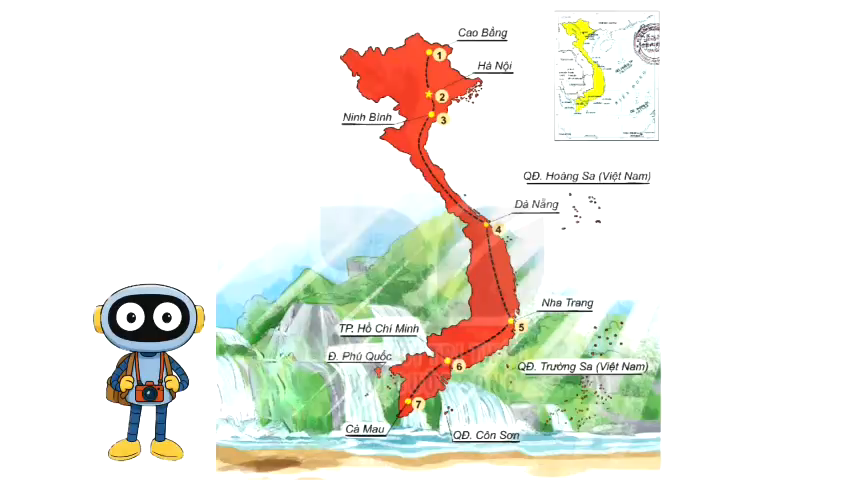 Cao Bằng
1
Hà Nội
2
Ninh Bình
3
QĐ. Hoàng Sa (Việt Nam)
Đà Nẵng
4
Nha Trang
5
TP. Hồ Chí Minh
Đ. Phú Quốc
6
QĐ. Trường Sa (Việt Nam)
7
Cà Mau
QĐ. Côn Sơn